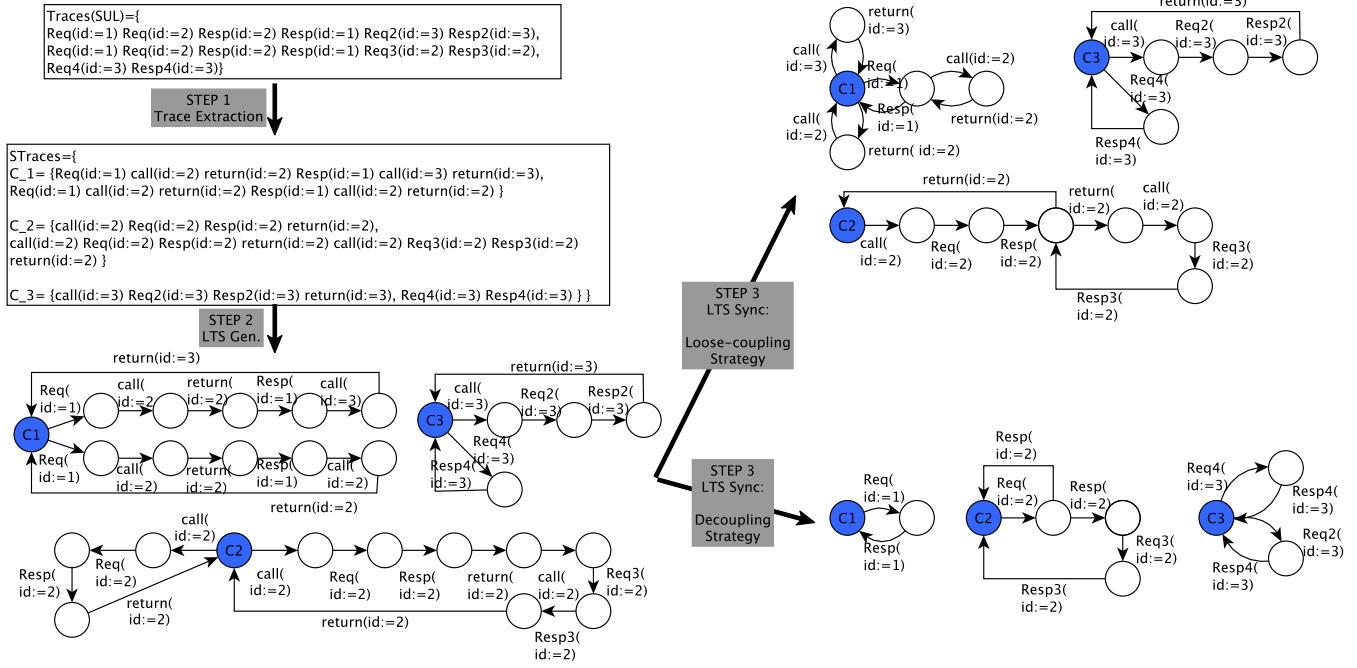 Traces(SUL)={
Req(id:=1) Req(id:=2) Resp(id:=2) Resp(id:=1) Req2(id:=3) Resp2(id:=3),
Req(id:=1) Req(id:=2) Resp(id:=2) Resp(id:=1) Req3(id:=2) Resp3(id:=2),
Req4(id:=3) Resp4(id:=3)}
STEP 1
Trace Extraction
STraces={
C_1= {Req(id:=1) call(id:=2) return(id:=2) Resp(id:=1) call(id:=3) return(id:=3),
Req(id:=1) call(id:=2) return(id:=2) Resp(id:=1) call(id:=2) return(id:=2) }
C_2= {call(id:=2) Req(id:=2) Resp(id:=2) return(id:=2),
call(id:=2) Req(id:=2) Resp(id:=2) return(id:=2) call(id:=2) Req3(id:=2) Resp3(id:=2)
return(id:=2) }
C_3= {call(id:=3) Req2(id:=3) Resp2(id:=3) return(id:=3), Req4(id:=3) Resp4(id:=3) } }
STEP 2
LTS Gen.
return(id:=3)
Req(
id:=1)
call(
id:=2
return(
id:=2)
Resp(
id:=1)
call(
id:=3)
C1
Req(
id:=1)
call(
id:=2)
return(
id:=2)
Resp(
id:=1)
call(
id:=2)
return(id:=2)
return(id:=3)
call(
id:=3)
Req2(
id:=3)
Resp2(
id:=3)
C3
Req4(
id:=3)
Resp4(
id:=3)
call(
id:=2)
Req(
id:=2)
Resp(
id:=2)
return(
id:=2)
C2
call(
id:=2)
Req(
id:=2)
Resp(
id:=2)
return(
id:=2)
call(
id:=2)
Req3(
id:=2)
Resp3(
id:=2)
return(id:=2)
STEP 3
LTS Sync:
Loose-coupling
Strategy
STEP 3
LTS Sync:
Decoupling
Strategy
return(
id:=3)
call(
id:=3)
C1
Req(
id:=1)
call(id:=2)
Resp(
id:=1)
return(id:=2)
call(
id:=2)
return( id:=2)
return(id:=3)
call(
id:=3)
Req2(
id:=3)
Resp2(
id:=3)
C3
Req4(
id:=3)
Resp4(
id:=3)
return(id:=2)
C2
call(
id:=2)
Req(
id:=2)
Resp(
id:=2)
return(
id:=2)
call(
id:=2)
Req3(
id:=2)
Resp3(
id:=2)
C1
Req(
id:=1)
Resp(
id:=1)
Resp(
id:=2)
C2
Req(
id:=2)
Resp(
id:=2)
Req3(
id:=2)
Resp3(
id:=2)
Req4(
id:=3)
Resp4(
id:=3)
C3
Req2(
id:=3)
Resp4(
id:=3)